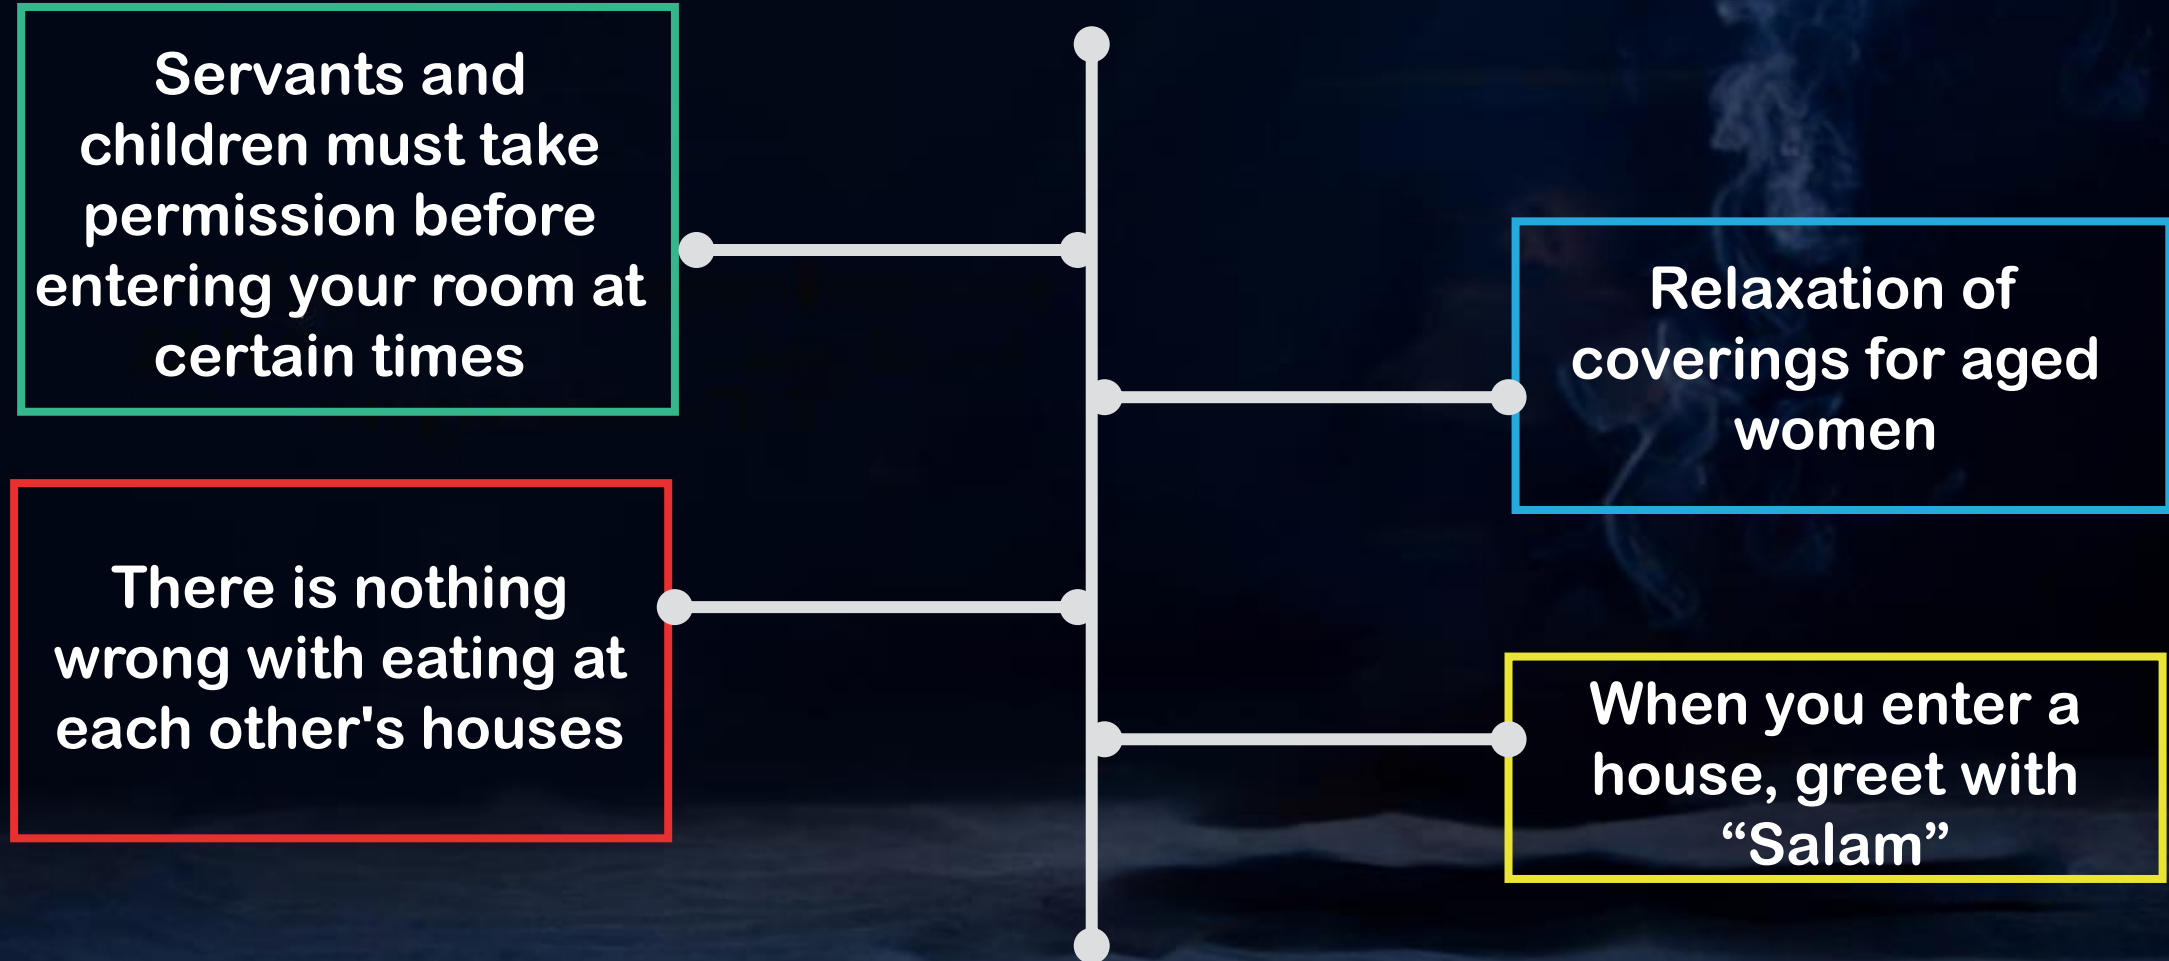 Servants and
children must take
permission before
entering your room at
certain times
Relaxation of
coverings for aged
women
There is nothing
wrong with eating at
each other's houses
When you enter a
house, greet with
“Salam”